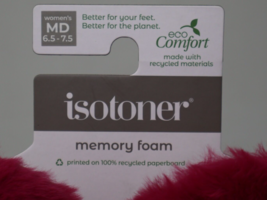 women's
MD
6.5 - 7.5
Better for your feet.
Better for the planet.
eco
Comfort
made with
recycled materials
isotoner®
memory foam
printed on 100% recycled paperboard